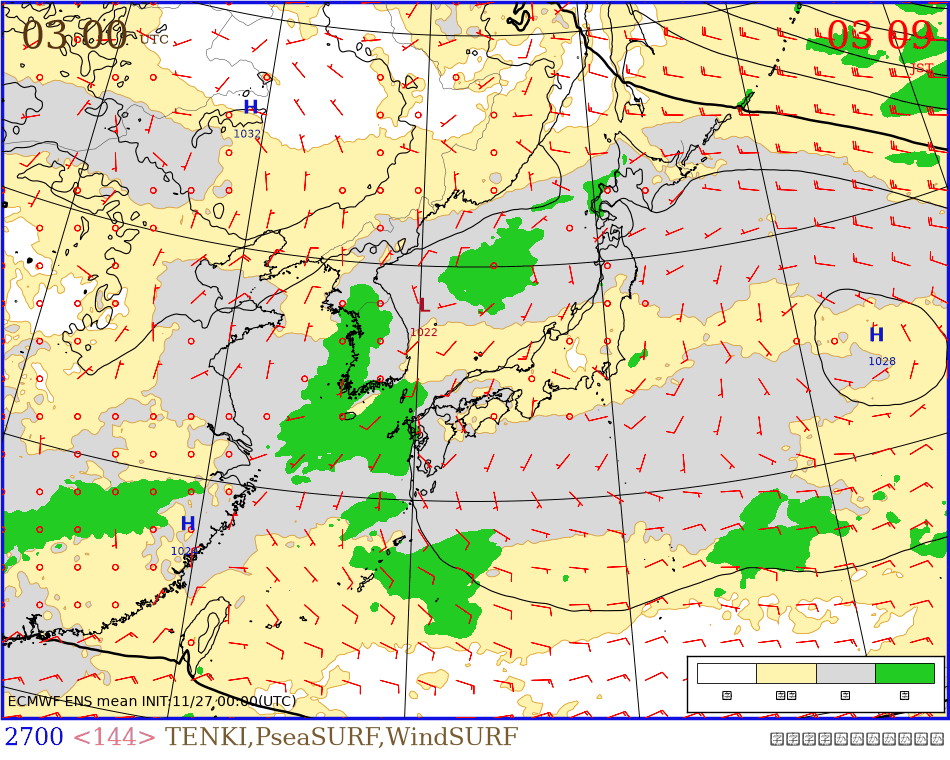 03 00 UTC
03 09
JST
H
1032
L
1022
H
1028
H
ECMWF ENS mean INIT:11/27 00:00(UTC)
2700 <144> TENKI,PseaSURF,WindSURF